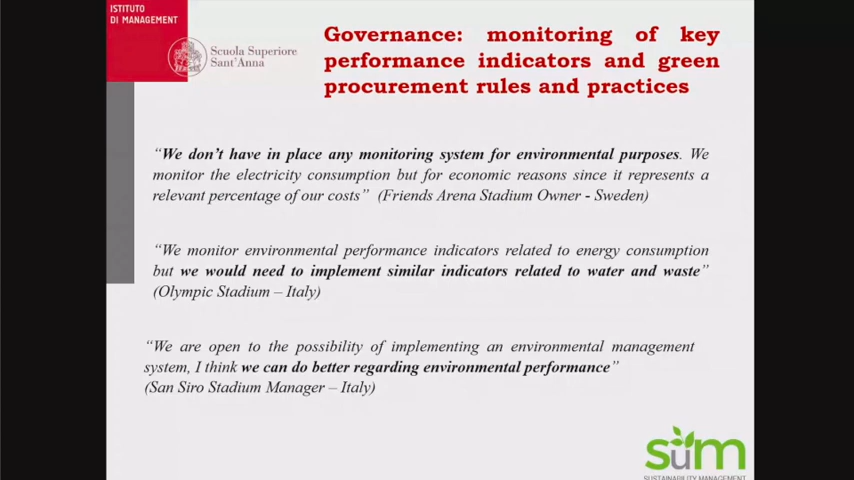 ISTITUTO
DI MANAGEMENT
Scuola Superiore
Sant'Anna
Governance: monitoring of key
performance indicators and green
procurement rules and practices
“We don’t have in place any monitoring system for environmental purposes. We
monitor the electricity consumption but for economic reasons since it represents a
relevant percentage of our costs” (Friends Arena Stadium Owner - Sweden)
“We monitor environmental performance indicators related to energy consumption
but we would need to implement similar indicators related to water and waste”
(Olympic Stadium – Italy)
“We are open to the possibility of implementing an environmental management
system, I think we can do better regarding environmental performance”
(San Siro Stadium Manager – Italy)
sum
SUSTAINABILITY MANAGEMENT